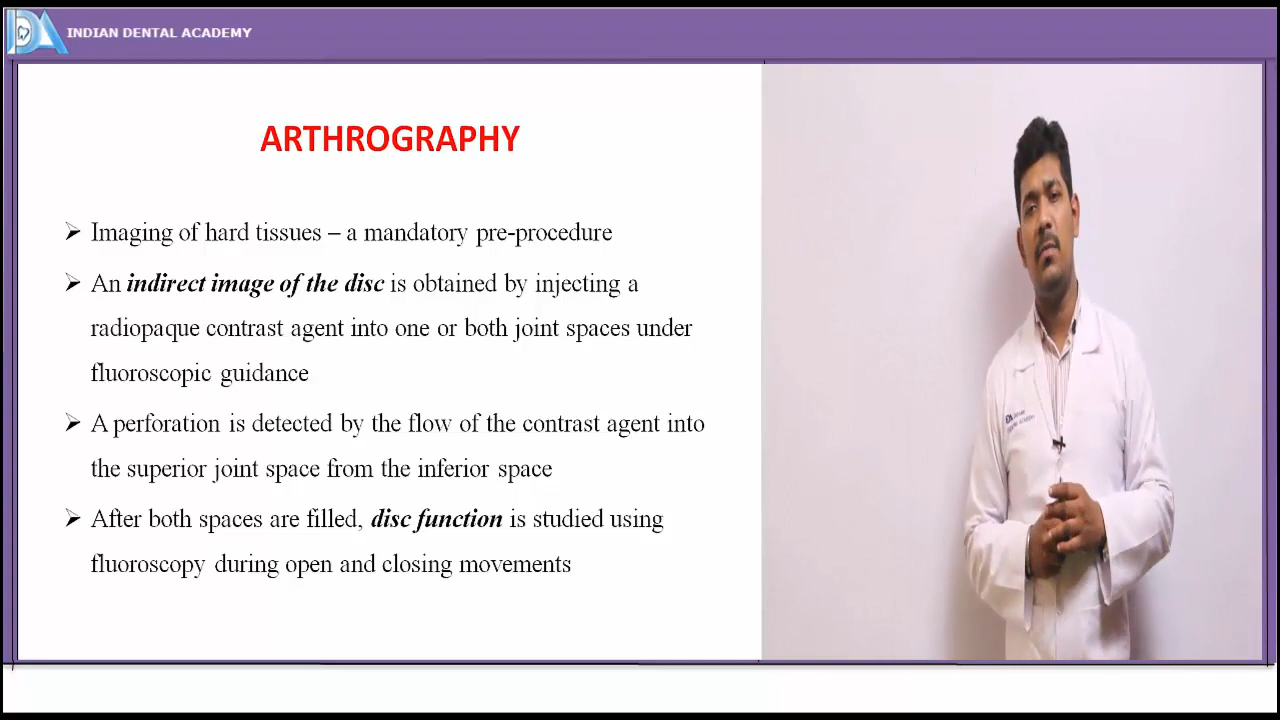 INDIAN DENTAL ACADEMY
ARTHROGRAPHY
➢ Imaging of hard tissues – a mandatory pre-procedure
➢ An indirect image of the disc is obtained by injecting a
radiopaque contrast agent into one or both joint spaces under
fluoroscopic guidance
➢ A perforation is detected by the flow of the contrast agent into
the superior joint space from the inferior space
➢ After both spaces are filled, disc function is studied using
fluoroscopy during open and closing movements